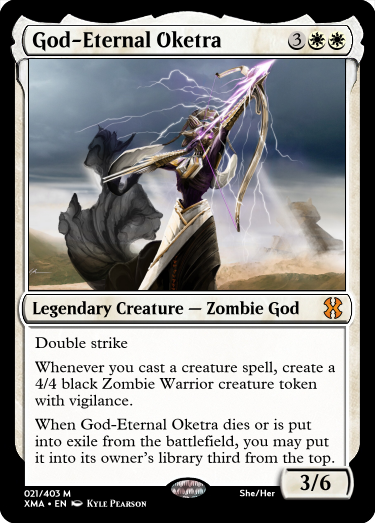 God-Eternal Oketra 3
Legendary Creature — Zombie God
Double strike
Whenever you cast a creature spell, create a
4/4 black Zombie Warrior creature token
with vigilance.
When God-Eternal Oketra dies or is put
into exile from the battlefield, you may put
it into its owner's library third from the top.
3/6
021/403 M
XMA • EN Kyle Pearson
She/Her